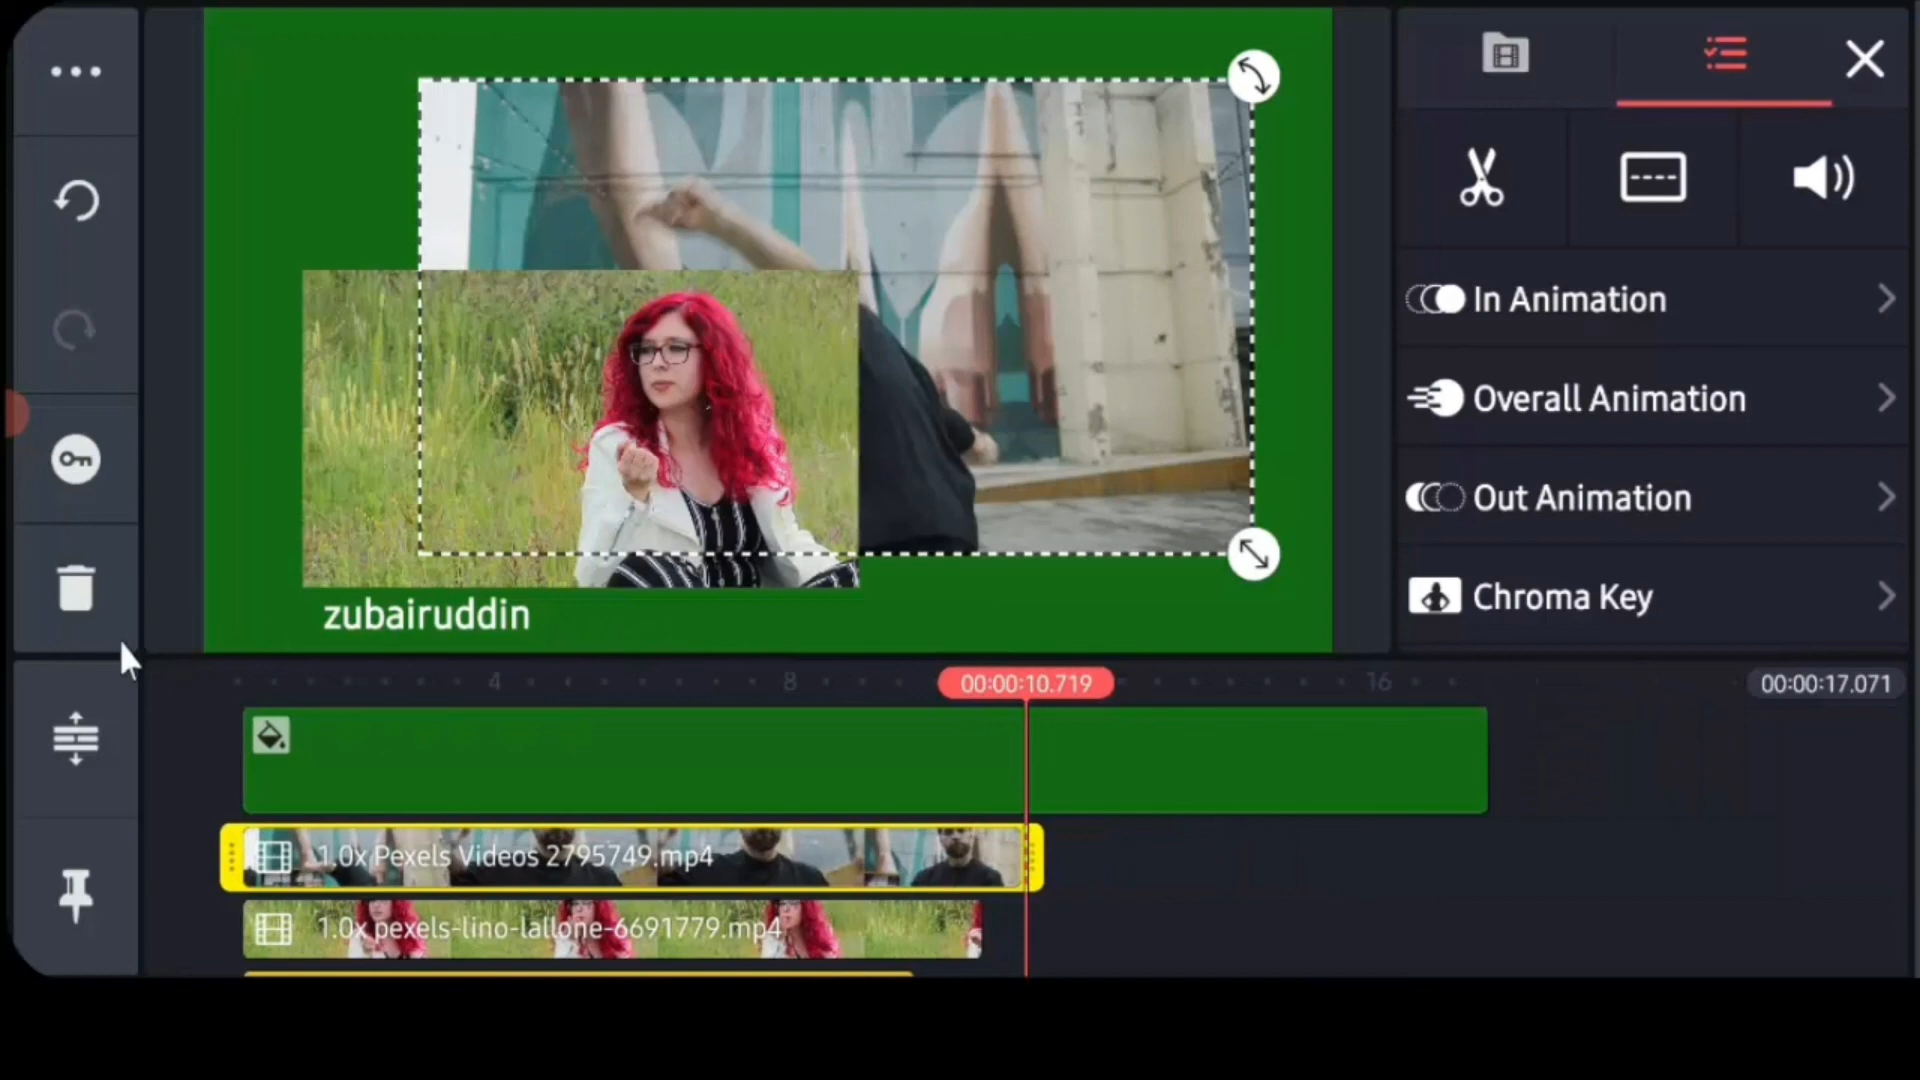 In Animation
Overall Animation
Out Animation
Chroma Key
zubairuddin
4
8
00:00:10.719
16
00:00:17.071
1.0x Pexels Videos 2795749.mp4
1.0x pexels-lino-lallone-6691779.mp4